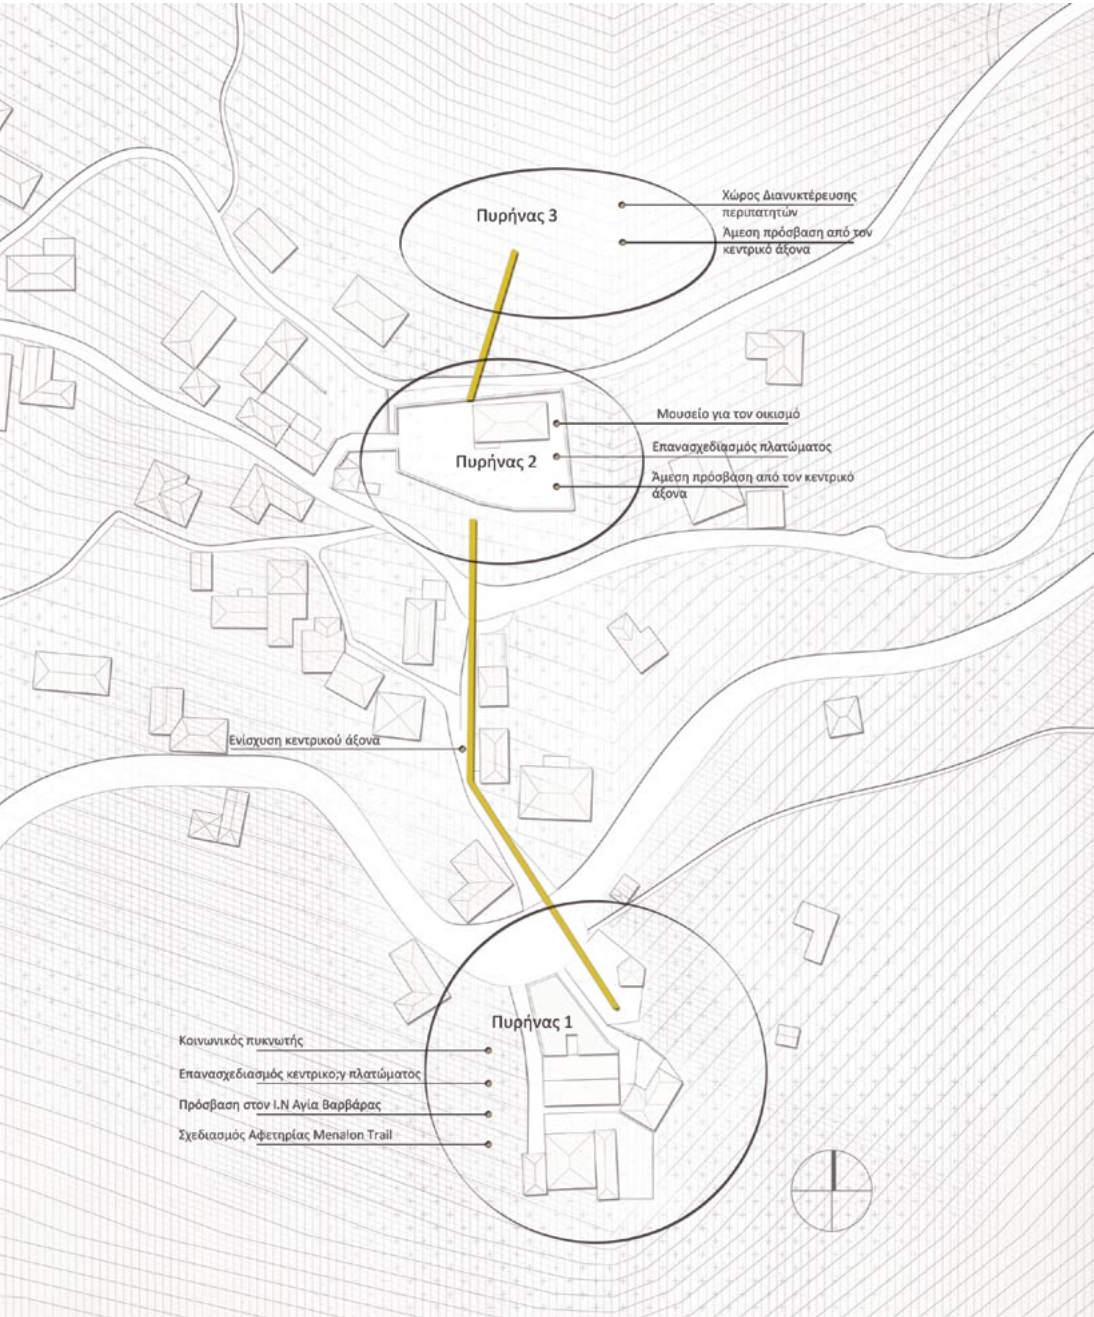 Πυρήνας 3
Χώρος Διανυκτέρευσης
περιπατητών
Άμεση πρόσβαση από τον
κεντρικό άξονα
Πυρήνας 2
Μουσείο για τον οικισμό
Επανασχεδιασμός πλατώματος
Άμεση πρόσβαση από τον κεντρικό
άξονα
Ενίσχυση κεντρικού άξονα
Πυρήνας 1
Κοινωνικός πυκνωτής
Επανασχεδιασμός κεντρικο;υ πλατώματος
Πρόσβαση στον Ι.Ν Αγία Βαρβάρας
Σχεδιασμός Αφετηρίας Menalon Trail